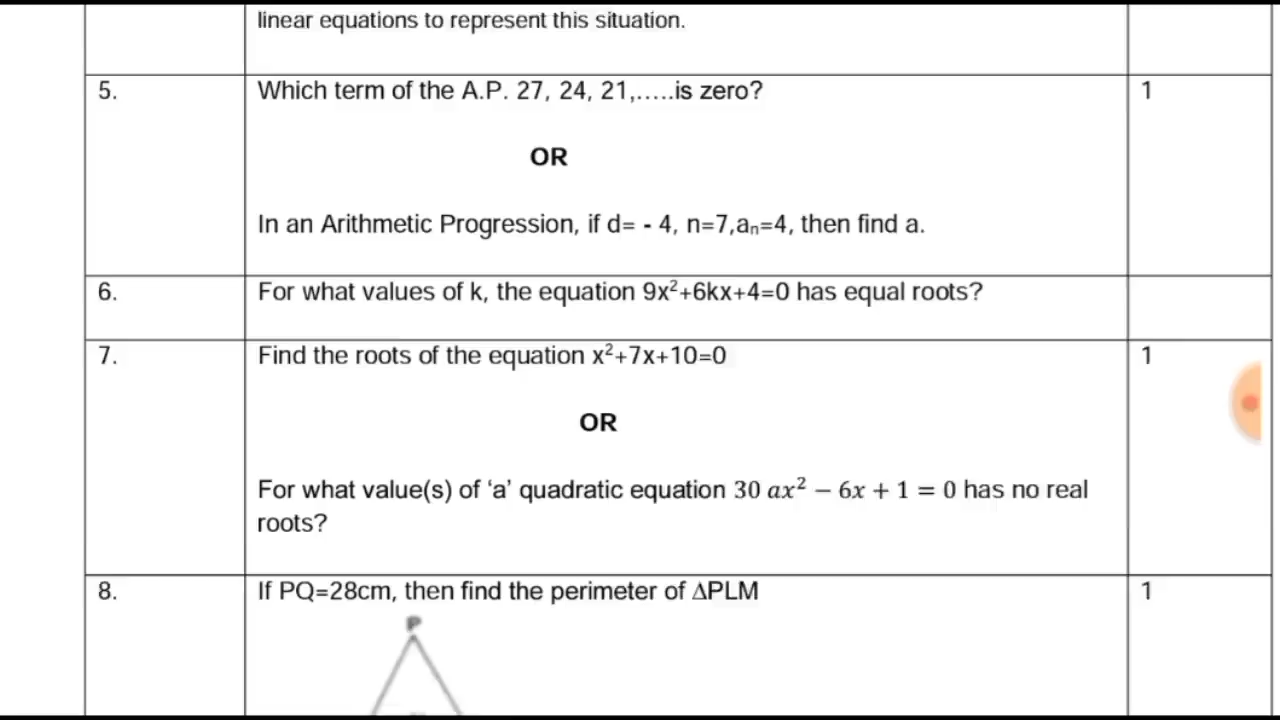 linear equations to represent this situation.
5.
Which term of the A.P. 27, 24, 21,.....is zero?
1
OR
In an Arithmetic Progression, if d= - 4, n=7,aₙ=4, then find a.
6.
For what values of k, the equation 9x²+6kx+4=0 has equal roots?
7.
Find the roots of the equation x²+7x+10=0
1
OR
For what value(s) of ‘a’ quadratic equation 30 ax² − 6x + 1 = 0 has no real
roots?
8.
If PQ=28cm, then find the perimeter of ∆PLM
1
P